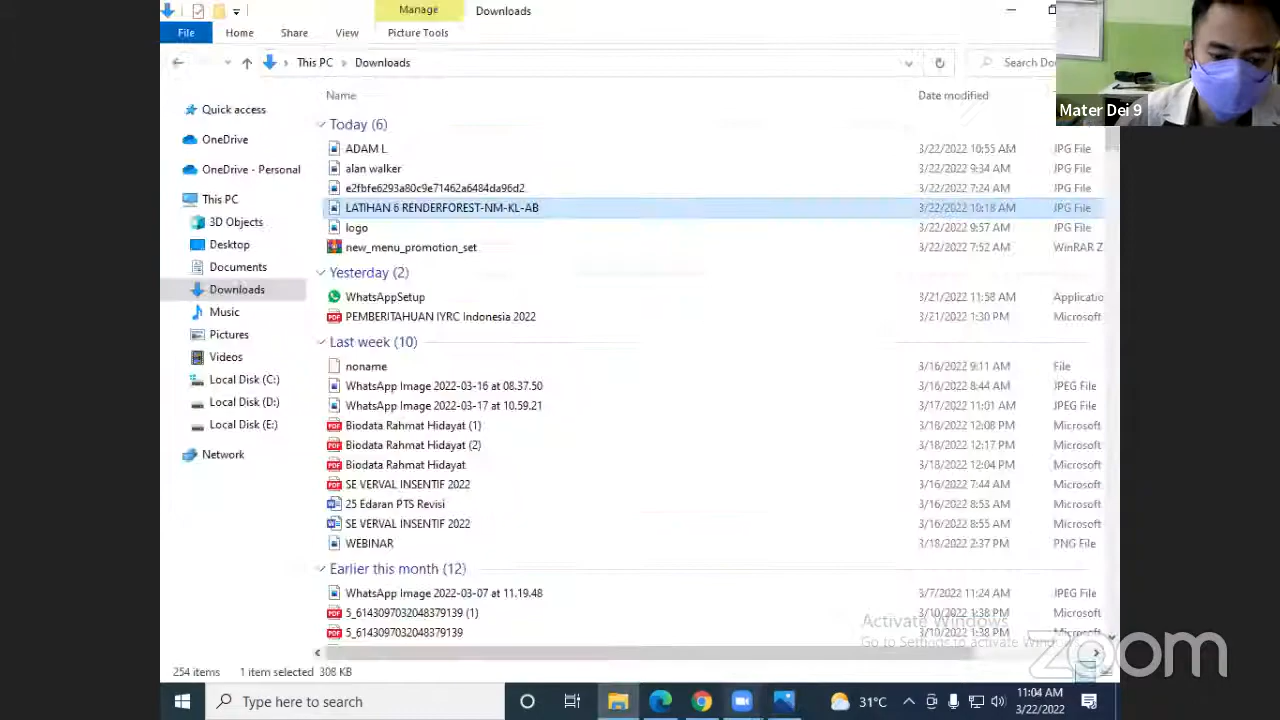 Manage
Downloads
File
Home
Share
View
Picture Tools
This PC
Downloads
Search Do
Mater Dei 9
Quick access
OneDrive
OneDrive - Personal
This PC
3D Objects
Desktop
Documents
Downloads
Music
Pictures
Videos
Local Disk (C:)
Local Disk (D:)
Local Disk (E:)
Network
Name Date modified
Today (6)
ADAM L 3/22/2022 10:55 AM JPG File
alan walker 3/22/2022 9:34 AM JPG File
e2fbfe6293a80c9e71462a6484da96d2 3/22/2022 7:24 AM JPG File
LATIHAN 6 RENDERFOREST-NM-KL-AB 3/22/2022 10:18 AM JPG File
logo 3/22/2022 9:57 AM JPG File
new_menu_promotion_set 3/22/2022 7:52 AM WinRAR Z
Yesterday (2)
WhatsAppSetup 3/21/2022 11:58 AM Applicatio
PEMBERITAHUAN IYRC Indonesia 2022 3/21/2022 1:30 PM Microsoft
Last week (10)
noname 3/16/2022 9:11 AM File
WhatsApp Image 2022-03-16 at 08.37.50 3/16/2022 8:44 AM JPEG File
WhatsApp Image 2022-03-17 at 10.59.21 3/17/2022 11:01 AM JPEG File
Biodata Rahmat Hidayat (1) 3/18/2022 12:08 PM Microsoft
Biodata Rahmat Hidayat (2) 3/18/2022 12:17 PM Microsoft
Biodata Rahmat Hidayat 3/18/2022 12:04 PM Microsoft
SE VERVAL INSENTIF 2022 3/16/2022 7:44 AM Microsoft
25 Edaran PTS Revisi 3/16/2022 8:53 AM Microsoft
SE VERVAL INSENTIF 2022 3/16/2022 8:55 AM Microsoft
WEBINAR 3/18/2022 2:37 PM PNG File
Earlier this month (12)
WhatsApp Image 2022-03-07 at 11.19.48 3/7/2022 11:24 AM JPEG File
5_6143097032048379139 (1) 3/10/2022 1:38 PM Microsoft
5_6143097032048379139 3/10/2022 1:38 PM Microsoft
Activate Windows
Go to Settings to activate Windows
zoom
254 items 1 item selected 308 KB
Type here to search
31°C
11:04 AM
3/22/2022